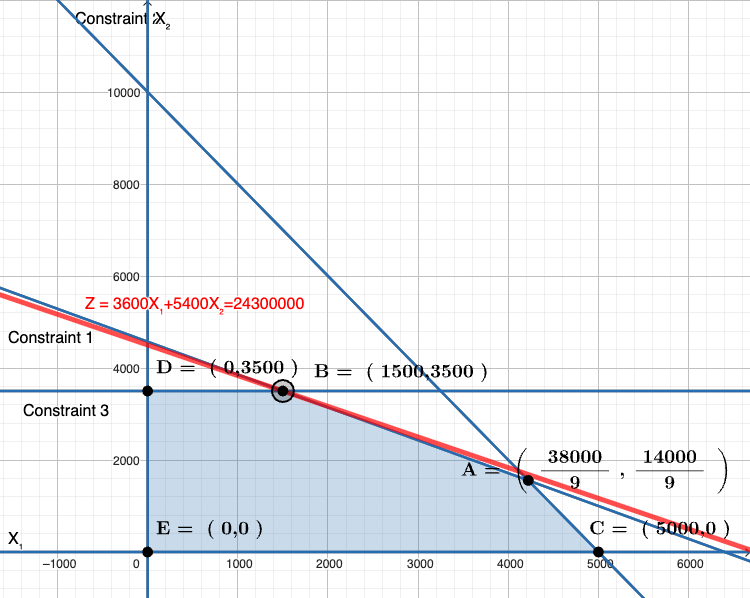 Constraint 2
X₂
10000
8000
6000
Z = 3600X₁+5400X₂=24300000
Constraint 1
4000
D = ( 0,3500 )
B = ( 1500,3500 )
Constraint 3
2000
A = ( 38000/9 , 14000/9 )
E = ( 0,0 )
C = ( 5000,0 )
X₁
−1000 0 1000 2000 3000 4000 5000 6000